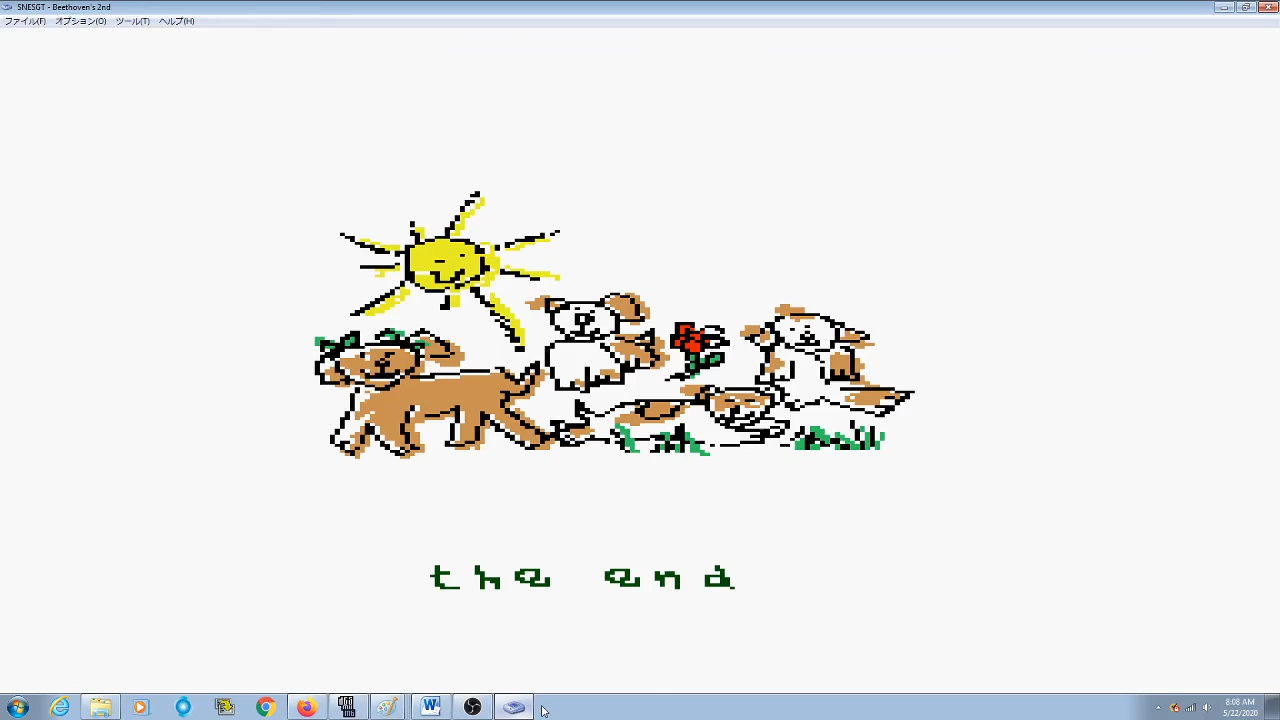 SNESGT - Beethoven's 2nd
ファイル(F) オプション(O) ツール(T) ヘルプ(H)
the end
8:08 AM
5/22/2020